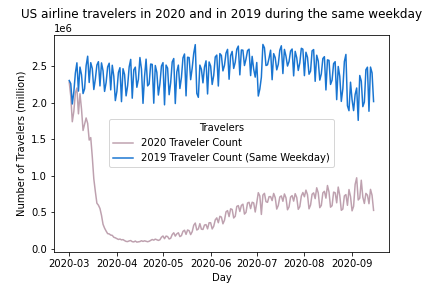 US airline travelers in 2020 and in 2019 during the same weekday
1e6
2.5
2.0
1.5
1.0
0.5
0.0
Number of Travelers (million)
Travelers
2020 Traveler Count
2019 Traveler Count (Same Weekday)
2020-03 2020-04 2020-05 2020-06 2020-07 2020-08 2020-09
Day